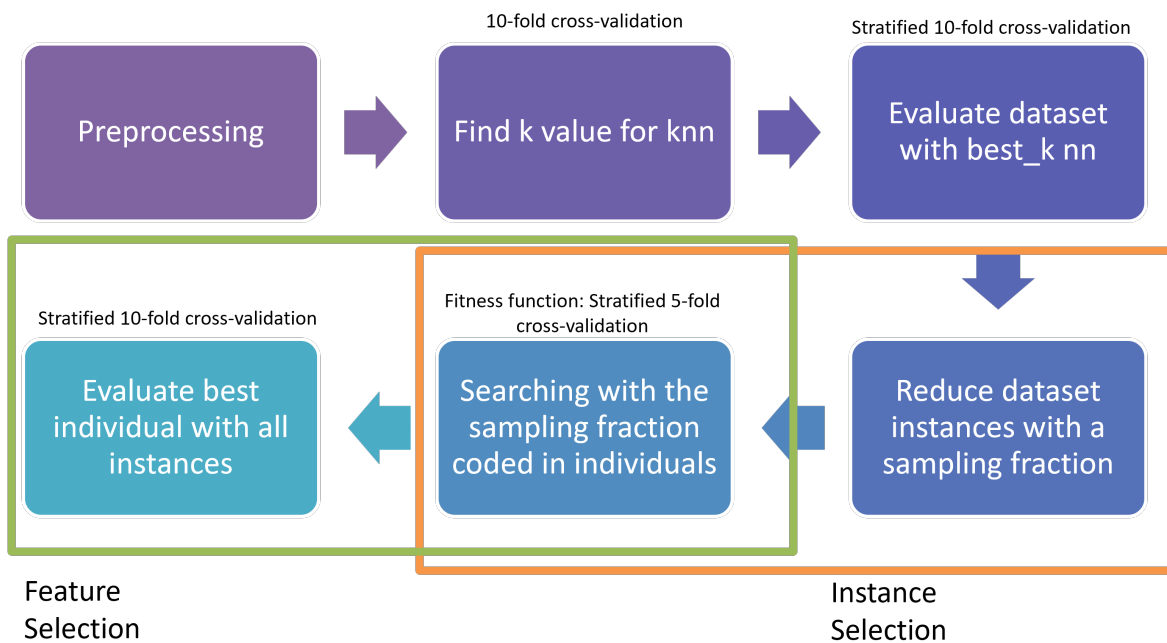 10-fold cross-validation
Stratified 10-fold cross-validation
Preprocessing
Find k value for knn
Evaluate dataset
with best_k nn
Stratified 10-fold cross-validation
Fitness function: Stratified 5-fold
cross-validation
Evaluate best
individual with all
instances
Searching with the
sampling fraction
coded in individuals
Reduce dataset
instances with a
sampling fraction
Feature
Selection
Instance
Selection